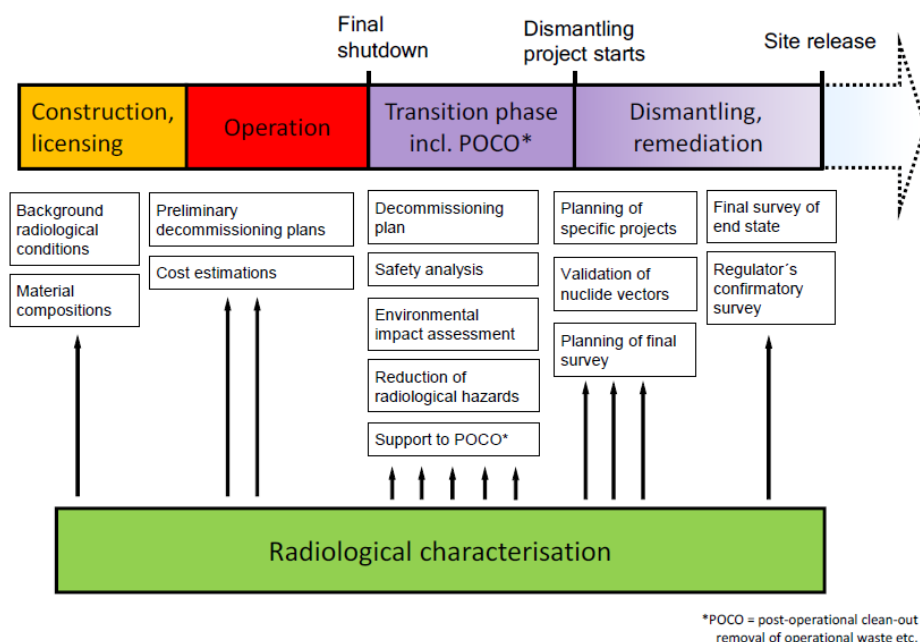 Final
shutdown
Dismantling
project starts
Site release
Construction,
licensing
Operation
Transition phase
incl. POCO*
Dismantling,
remediation
Background
radiological
conditions
Material
compositions
Preliminary
decommissioning plans
Cost estimations
Decommissioning
plan
Safety analysis
Environmental
impact assessment
Reduction of
radiological hazards
Support to POCO*
Planning of
specific projects
Validation of
nuclide vectors
Planning of final
survey
Final survey of
end state
Regulator´s
confirmatory
survey
Radiological characterisation
*POCO = post-operational clean-out
removal of operational waste etc.